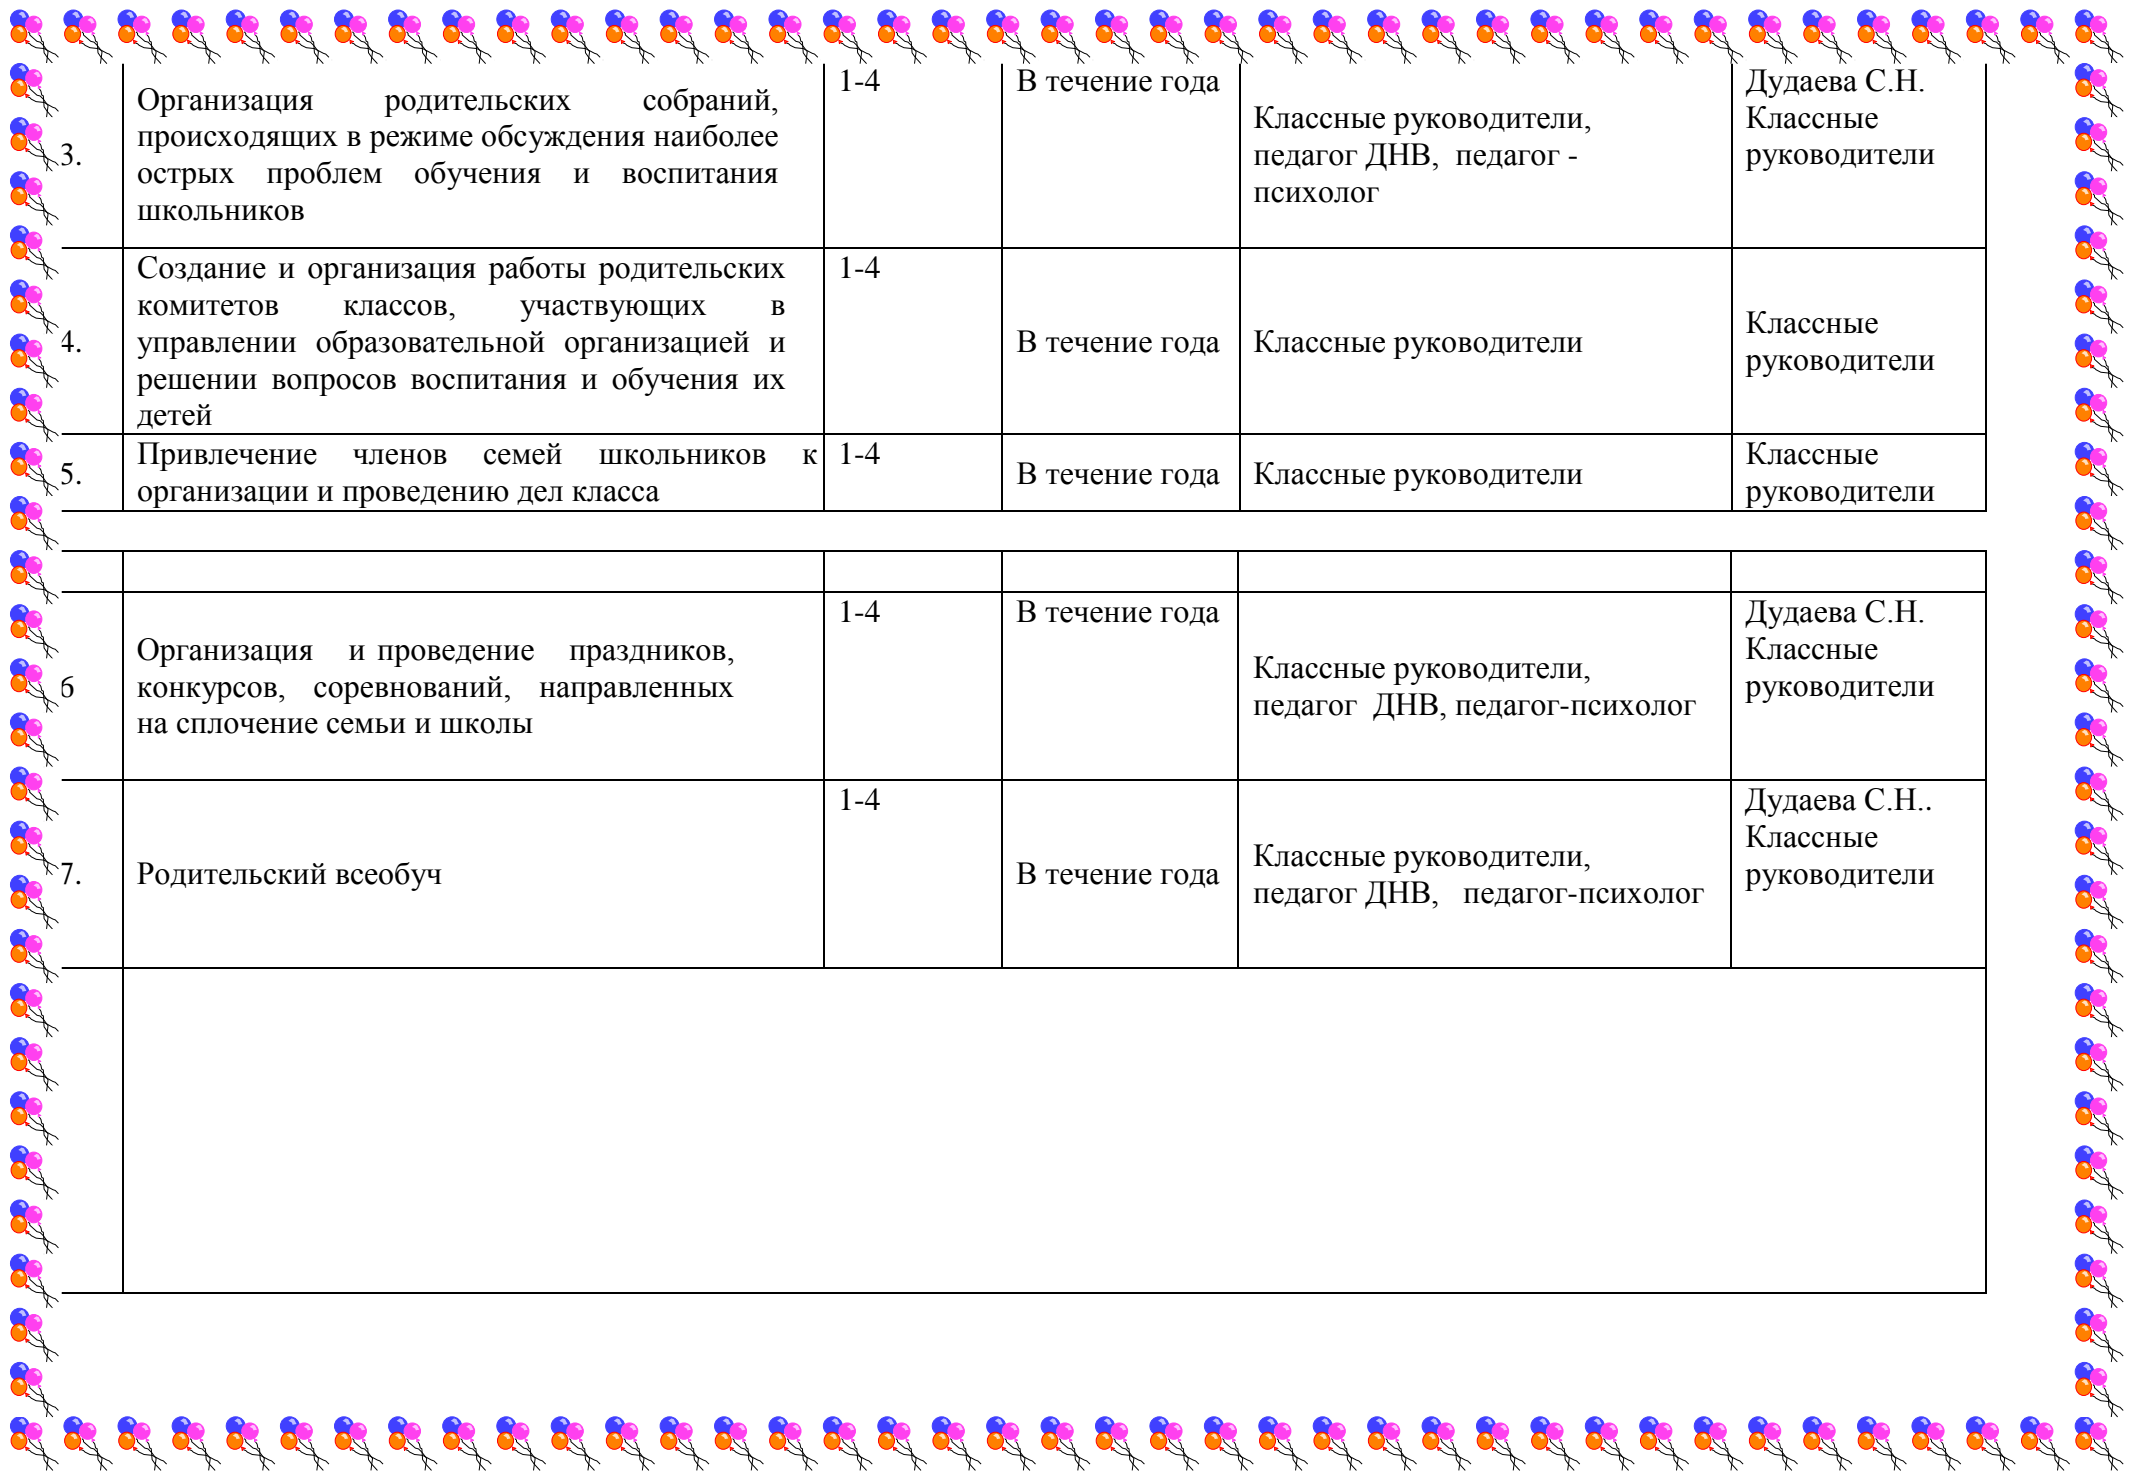 3.
Организация родительских собраний,
происходящих в режиме обсуждения наиболее
острых проблем обучения и воспитания
школьников
1-4
В течение года
Классные руководители,
педагог ДНВ, педагог -
психолог
Дудаева С.Н.
Классные
руководители
4.
Создание и организация работы родительских
комитетов классов, участвующих в
управлении образовательной организацией и
решении вопросов воспитания и обучения их
детей
1-4
В течение года
Классные руководители
Классные
руководители
5.
Привлечение членов семей школьников к
организации и проведению дел класса
1-4
В течение года
Классные руководители
Классные
руководители
6
Организация и проведение праздников,
конкурсов, соревнований, направленных
на сплочение семьи и школы
1-4
В течение года
Классные руководители,
педагог ДНВ, педагог-психолог
Дудаева С.Н.
Классные
руководители
7.
Родительский всеобуч
1-4
В течение года
Классные руководители,
педагог ДНВ, педагог-психолог
Дудаева С.Н..
Классные
руководители